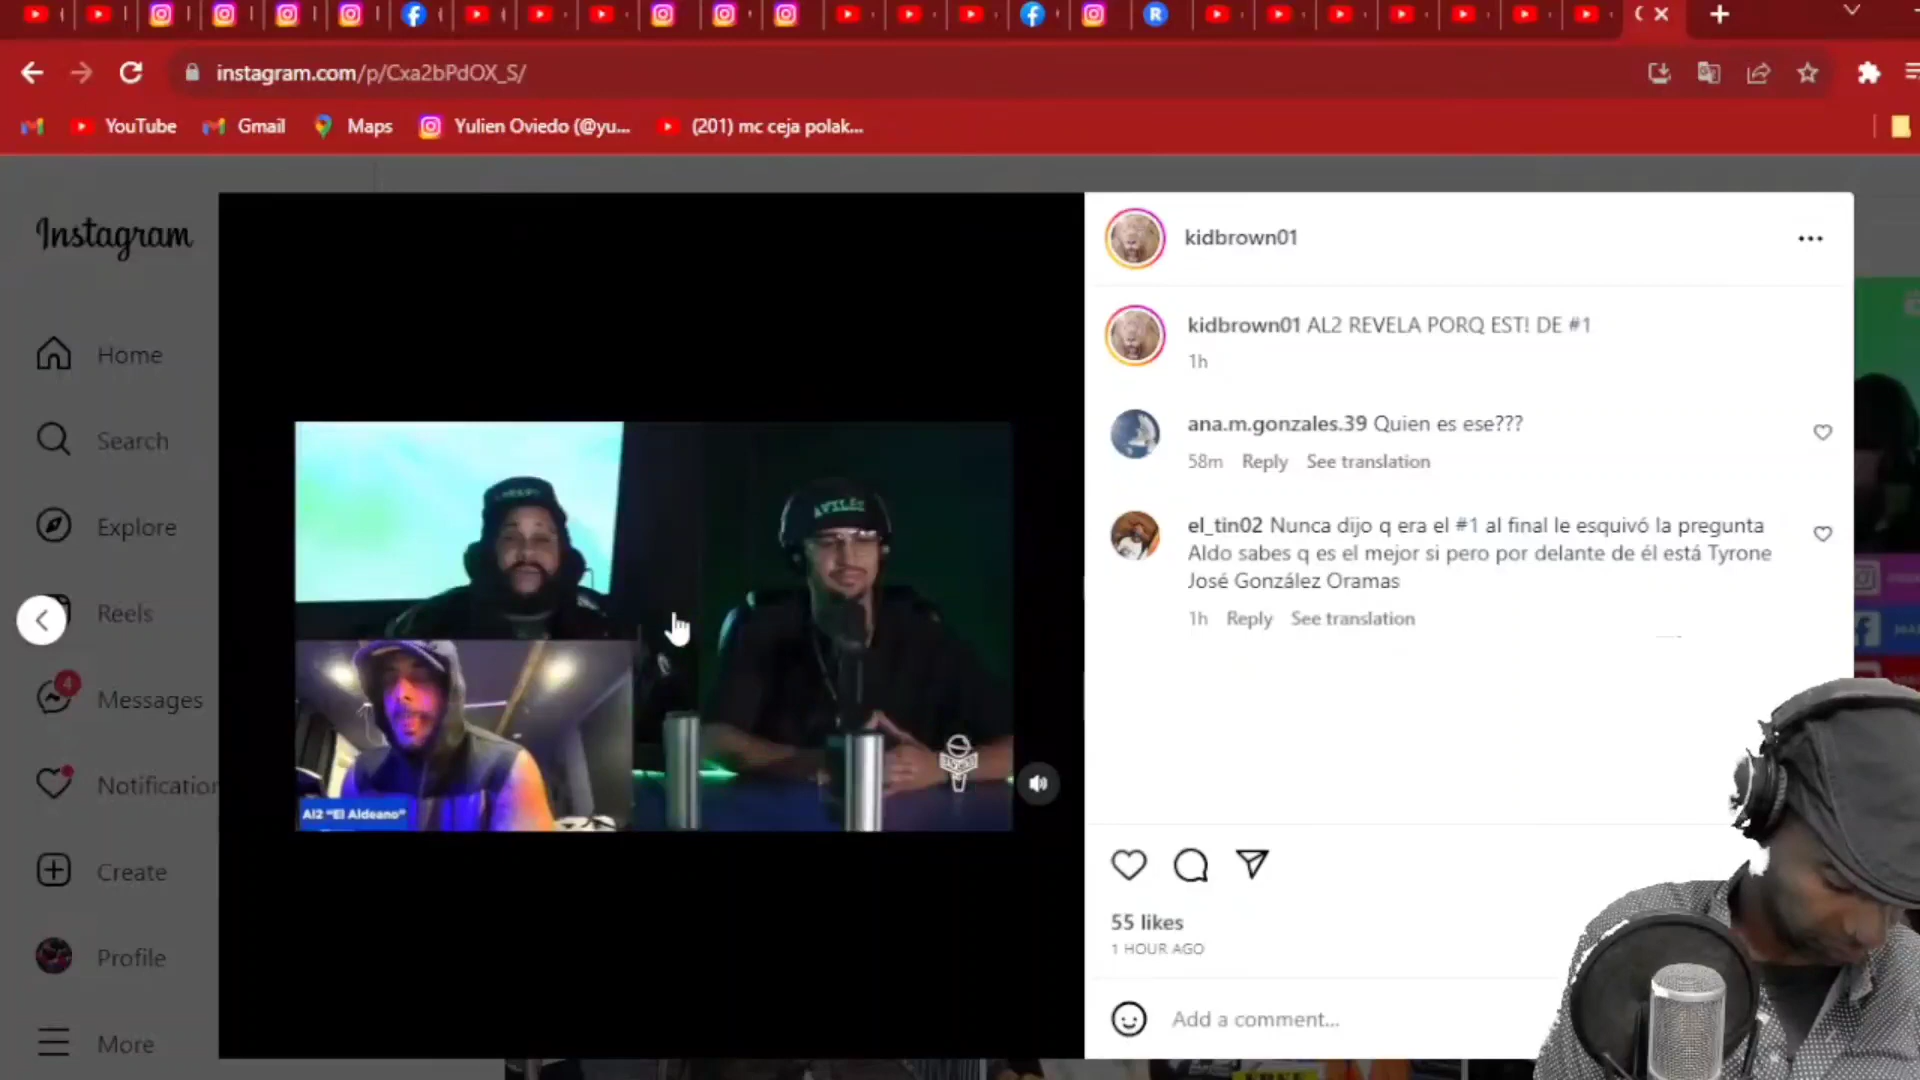 instagram.com/p/Cxa2bPdOX_S/
YouTube Gmail Maps Yulien Oviedo (@yu... (201) mc ceja polak...
Instagram
Home
Search
Explore
Reels
4
Messages
Notification
Create
Profile
More
Al2 "El Aldeano"
kidbrown01
kidbrown01 AL2 REVELA PORQ EST! DE #1
1h
ana.m.gonzales.39 Quien es ese???
58m Reply See translation
el_tin02 Nunca dijo q era el #1 al final le esquivó la pregunta
Aldo sabes q es el mejor si pero por delante de él está Tyrone
José González Oramas
1h Reply See translation
55 likes
1 HOUR AGO
Add a comment...